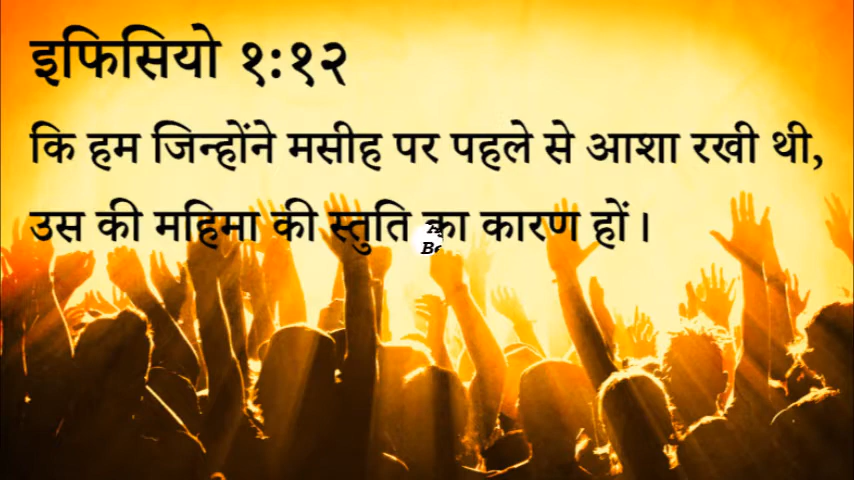 इफिसियो १:१२
कि हम जिन्होंने मसीह पर पहले से आशा रखी थी,
उस की महिमा की स्तुति का कारण हों।